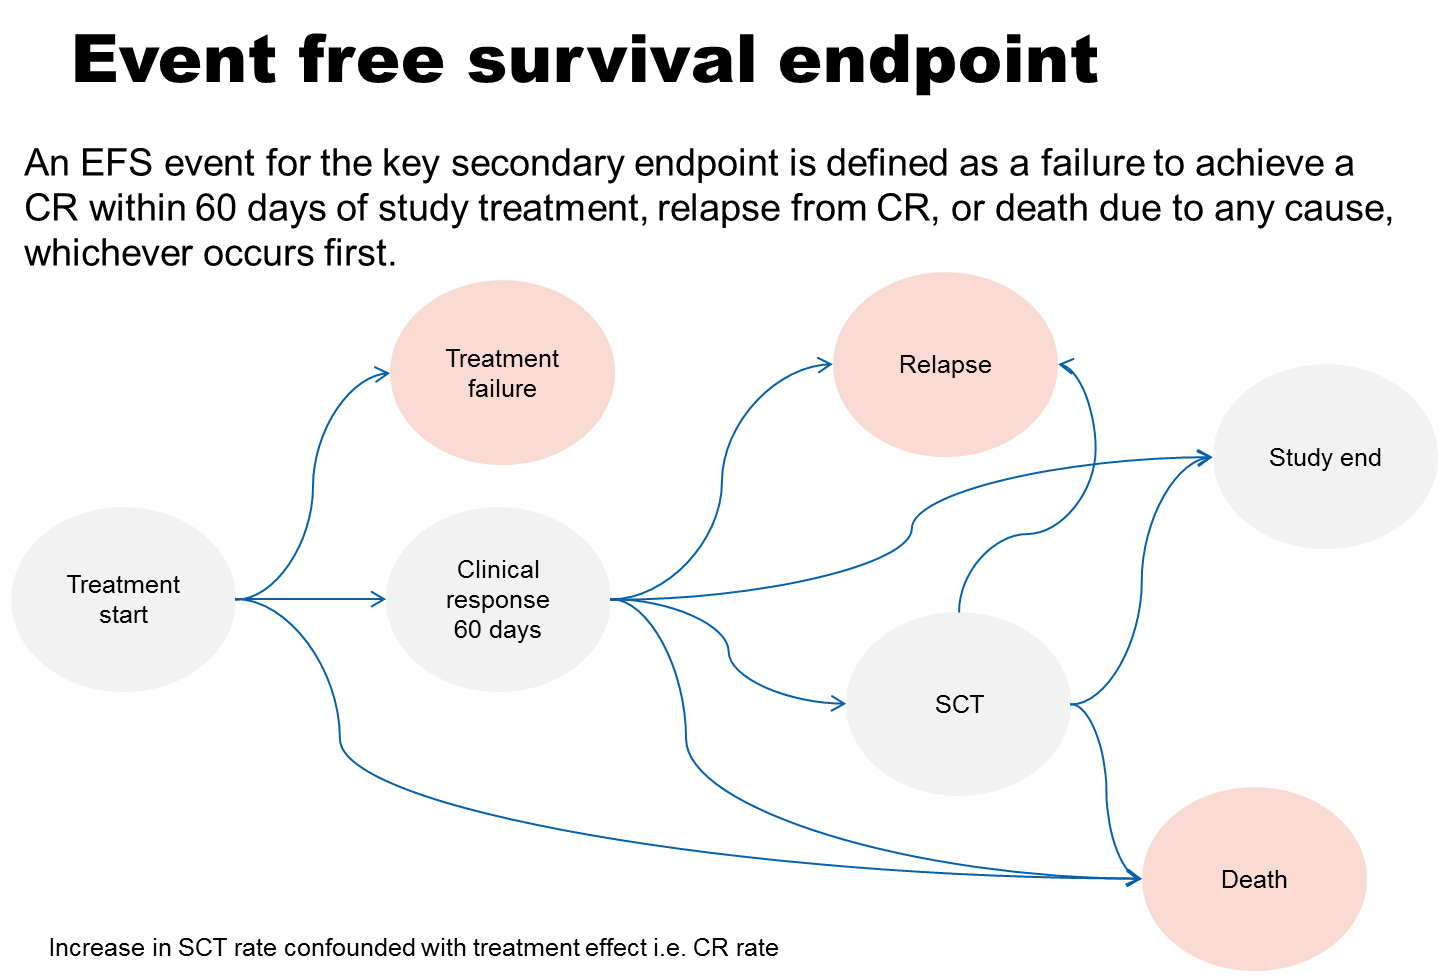 Event free survival endpoint
An EFS event for the key secondary endpoint is defined as a failure to achieve a
CR within 60 days of study treatment, relapse from CR, or death due to any cause,
whichever occurs first.
Treatment
failure
Relapse
Study end
Treatment
start
Clinical
response
60 days
SCT
Death
Increase in SCT rate confounded with treatment effect i.e. CR rate